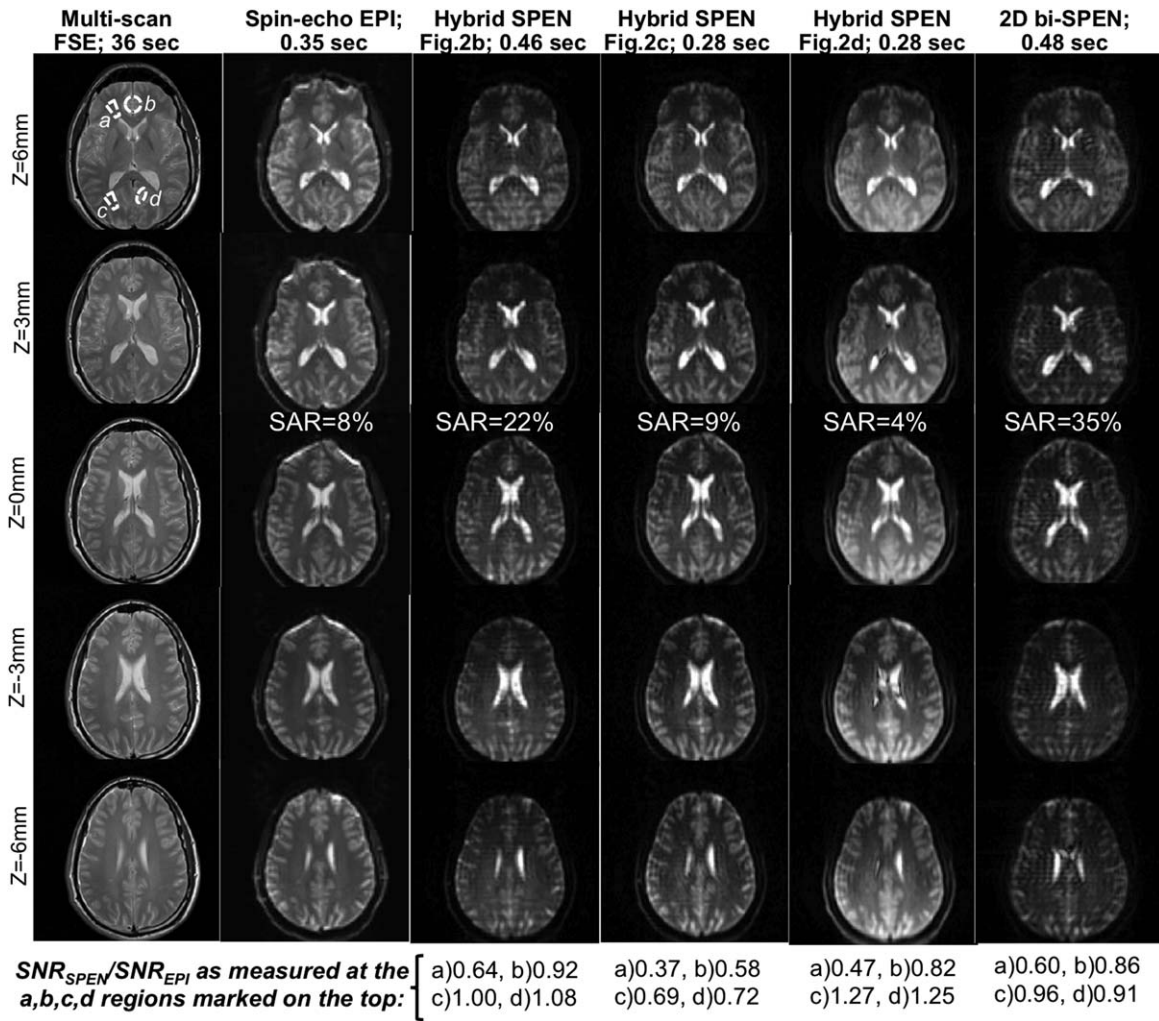 Multi-scan FSE; 36 sec
Spin-echo EPI; 0.35 sec
Hybrid SPEN Fig.2b; 0.46 sec
Hybrid SPEN Fig.2c; 0.28 sec
Hybrid SPEN Fig.2d; 0.28 sec
2D bi-SPEN; 0.48 sec
Z=6mm
a
b
c
d
Z=3mm
SAR=8%
SAR=22%
SAR=9%
SAR=4%
SAR=35%
Z=0mm
Z=-3mm
Z=-6mm
SNR_SPEN/SNR_EPI as measured at the
a,b,c,d regions marked on the top:
a)0.64, b)0.92
c)1.00, d)1.08
a)0.37, b)0.58
c)0.69, d)0.72
a)0.47, b)0.82
c)1.27, d)1.25
a)0.60, b)0.86
c)0.96, d)0.91